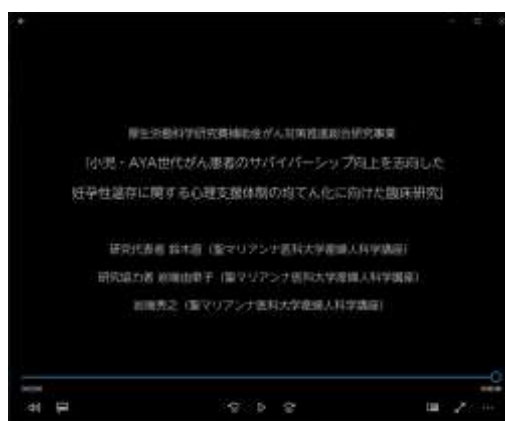 厚生労働科学研究費補助金がん対策推進総合研究事業
「小児・AYA世代がん患者のサバイバーシップ向上を志向した
妊孕性温存に関する心理支援体制の均てん化に向けた臨床研究」
研究代表者 鈴木直（聖マリアンナ医科大学産婦人科学講座）
研究協力者 岩端由里子（聖マリアンナ医科大学産婦人科学講座）
岩端秀之（聖マリアンナ医科大学産婦人科学講座）